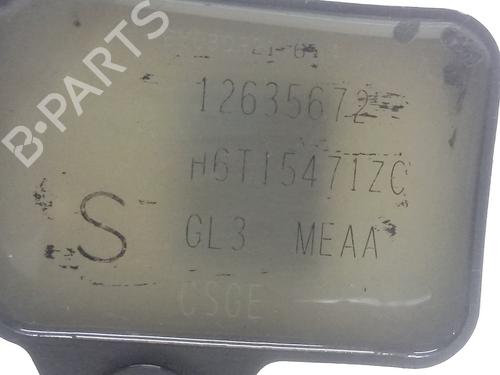 B-PARTS
12635672
H6T15471ZC
S
GL3 MEAA
CSGE